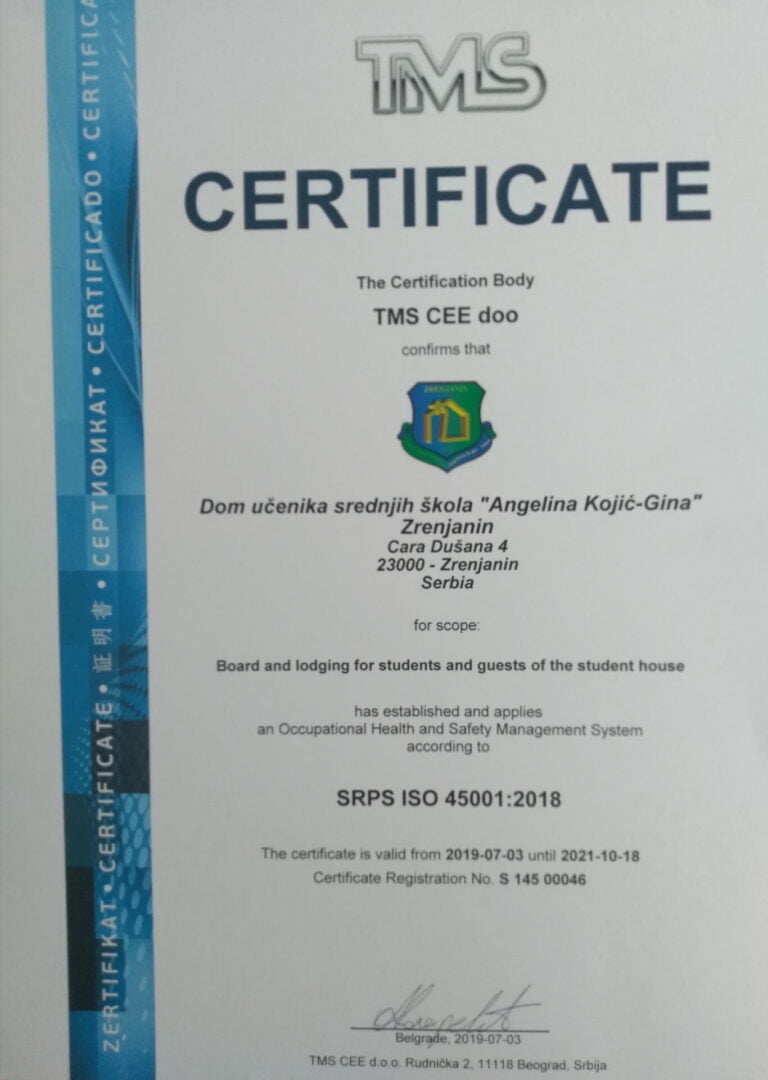 TMS
CERTIFICATE
The Certification Body
TMS CEE doo
confirms that
ZRENJANIN
Dom učenika srednjih škola "Angelina Kojić-Gina"
Zrenjanin
Cara Dušana 4
23000 - Zrenjanin
Serbia
for scope:
Board and lodging for students and guests of the student house
has established and applies
an Occupational Health and Safety Management System
according to
SRPS ISO 45001:2018
The certificate is valid from 2019-07-03 until 2021-10-18
Certificate Registration No. S 145 00046
Belgrade, 2019-07-03
TMS CEE d.o.o. Rudnička 2, 11118 Beograd, Srbija
ZERTIFIKAT • CERTIFICATE • 証明書 • СЕРТИФИКАТ • CERTIFICADO • CERTIFICA